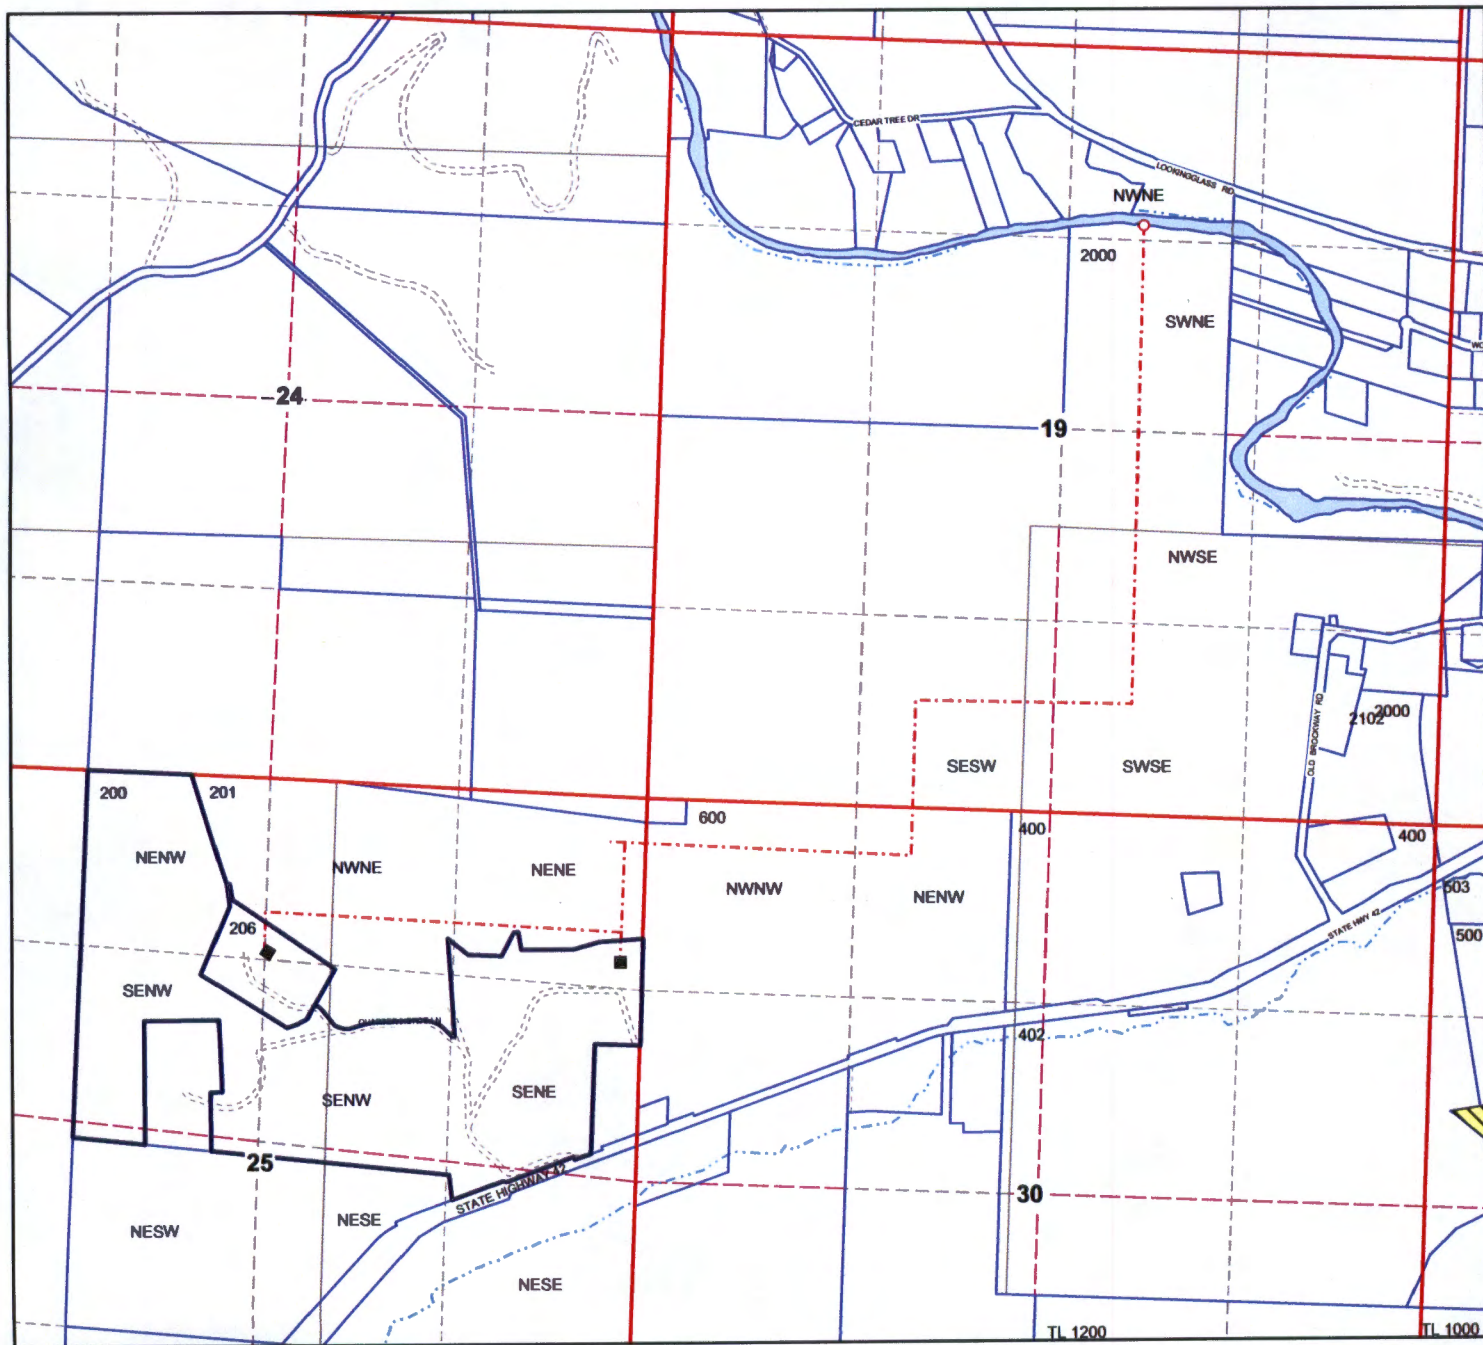 CEDAR TREE DR
LOOKINGGLASS RD
NWNE
2000
SWNE
WO
24
19
NWSE
OLD BROCKWAY RD
2102
2000
SESW
SWSE
200
201
600
400
400
NENW
NWNE
NENE
NWNW
NENW
503
206
STATE HWY 42
500
SENW
402
SENW
SENE
25
STATE HIGHWAY 42
30
NESW
NESE
NESE
TL 1200
TL 1000